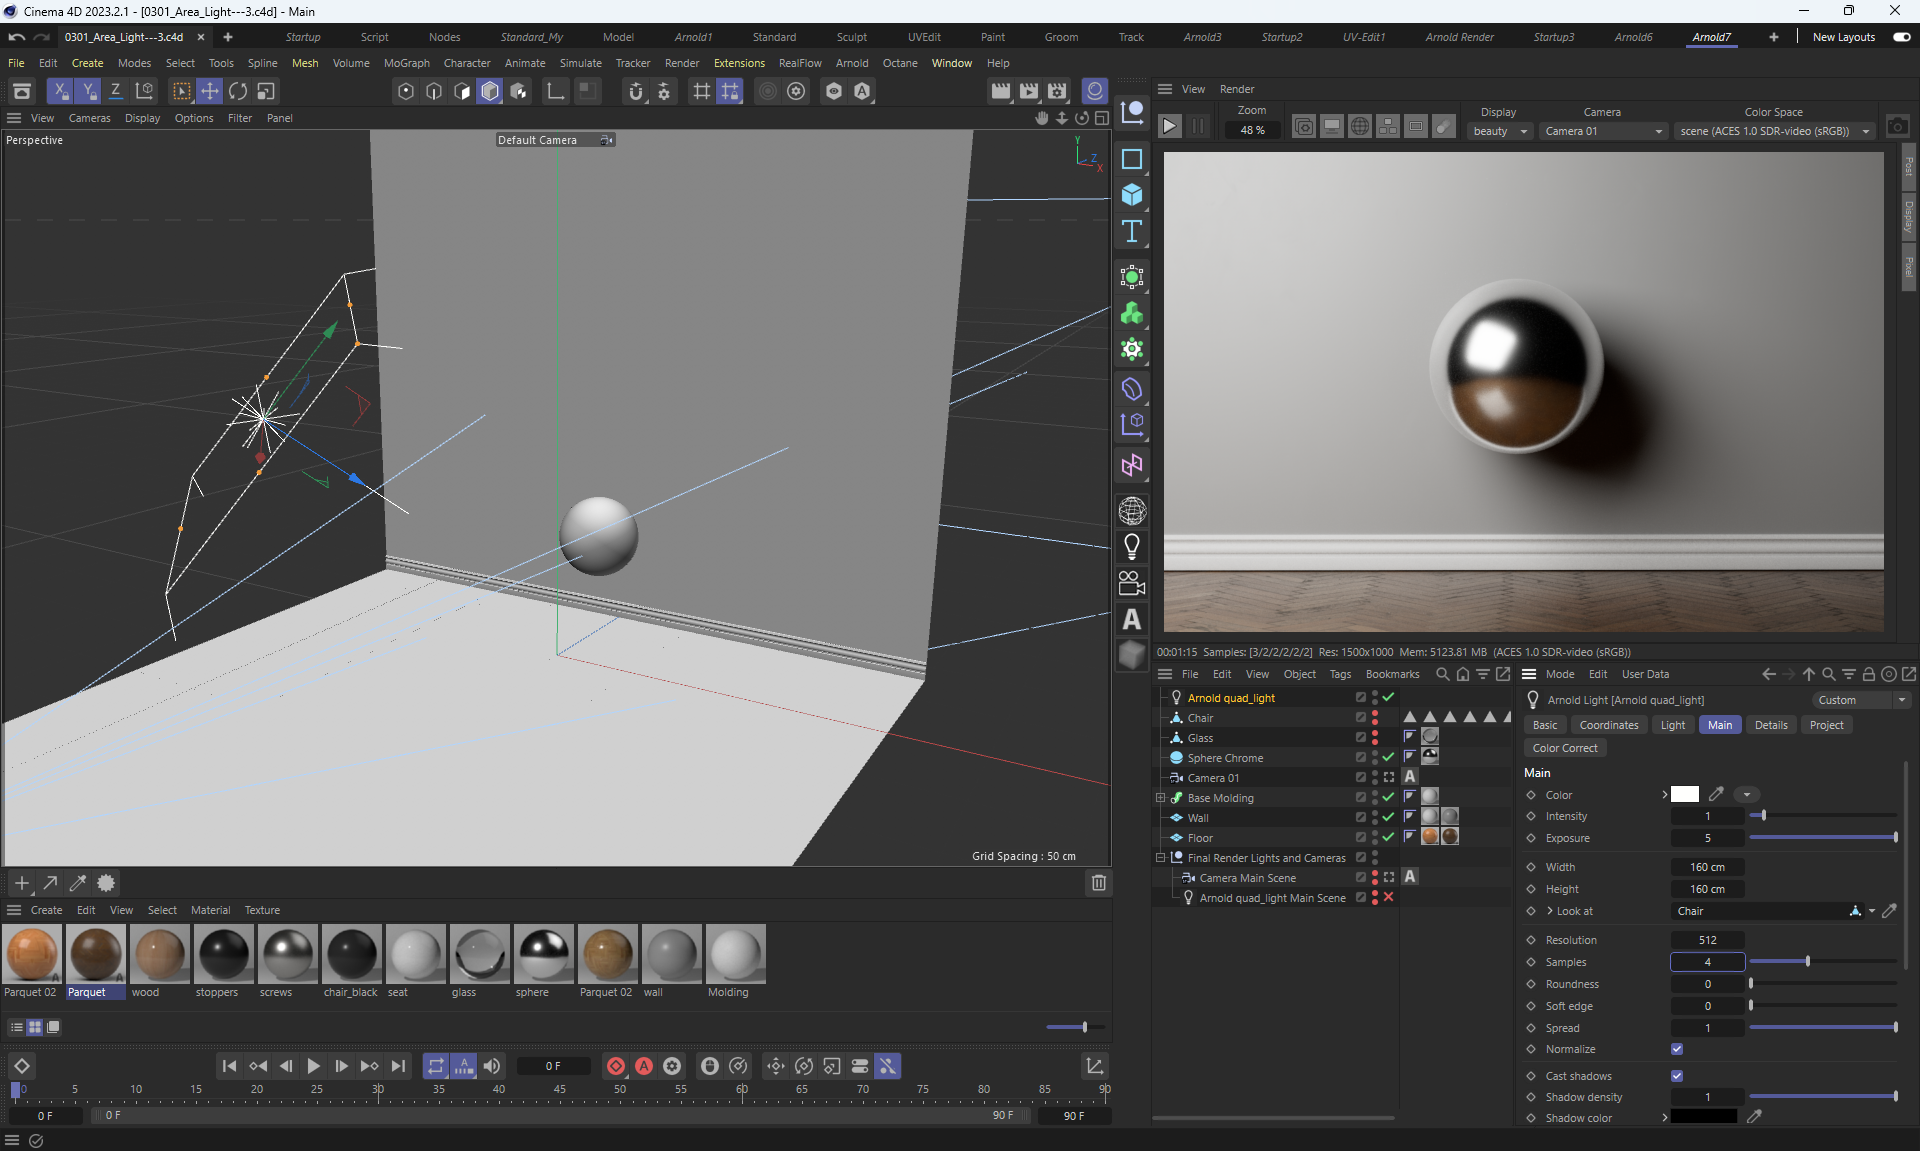 Cinema 4D 2023.2.1 - [0301_Area_Light---3.c4d] - Main
0301_Area_Light---3.c4d × + Startup Script Nodes Standard_My Model Arnold1 Standard Sculpt UVEdit Paint Groom Track Arnold3 Startup2 UV-Edit1 Arnold Render Startup3 Arnold6 Arnold7 + New Layouts
File Edit Create Modes Select Tools Spline Mesh Volume MoGraph Character Animate Simulate Tracker Render Extensions RealFlow Arnold Octane Window Help
X Y Z
View Cameras Display Options Filter Panel
Perspective
Default Camera
Y
Z
X
Grid Spacing : 50 cm
View Render
Zoom Display Camera Color Space
48 % beauty Camera 01 scene (ACES 1.0 SDR-video (sRGB))
Post
Display
Pixel
00:01:15 Samples: [3/2/2/2/2/2] Res: 1500x1000 Mem: 5123.81 MB (ACES 1.0 SDR-video (sRGB))
File Edit View Object Tags Bookmarks
Arnold quad_light
Chair
Glass
Sphere Chrome
Camera 01 A
Base Molding
Wall
Floor
Final Render Lights and Cameras
Camera Main Scene A
Arnold quad_light Main Scene
Mode Edit User Data
Arnold Light [Arnold quad_light] Custom
Basic Coordinates Light Main Details Project
Color Correct
Main
Color
Intensity 1
Exposure 5
Width 160 cm
Height 160 cm
Look at Chair
Resolution 512
Samples 4
Roundness 0
Soft edge 0
Spread 1
Normalize
Cast shadows
Shadow density 1
Shadow color
Create Edit View Select Material Texture
Parquet 02 Parquet wood stoppers screws chair_black seat glass sphere Parquet 02 wall Molding
0 F
0 5 10 15 20 25 30 35 40 45 50 55 60 65 70 75 80 85 90
0 F 0 F 90 F 90 F